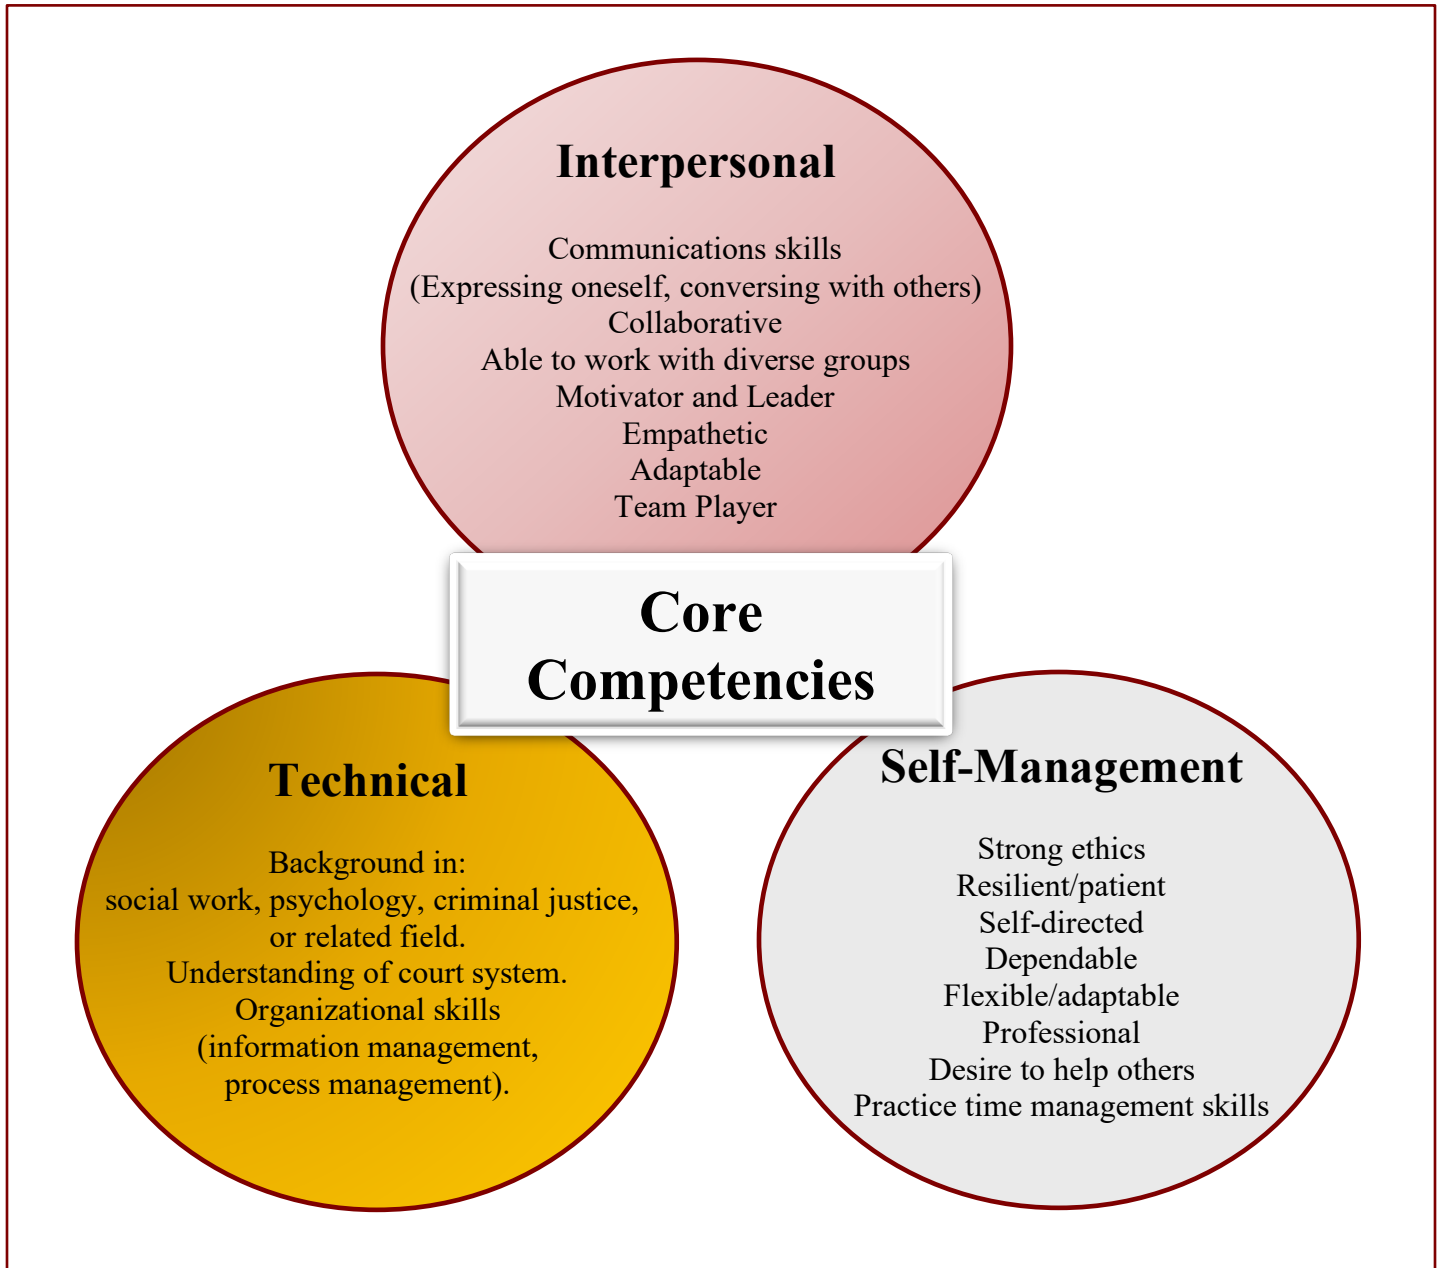 Interpersonal
Communications skills
(Expressing oneself, conversing with others)
Collaborative
Able to work with diverse groups
Motivator and Leader
Empathetic
Adaptable
Team Player
Core
Competencies
Technical
Background in:
social work, psychology, criminal justice,
or related field.
Understanding of court system.
Organizational skills
(information management,
process management).
Self-Management
Strong ethics
Resilient/patient
Self-directed
Dependable
Flexible/adaptable
Professional
Desire to help others
Practice time management skills